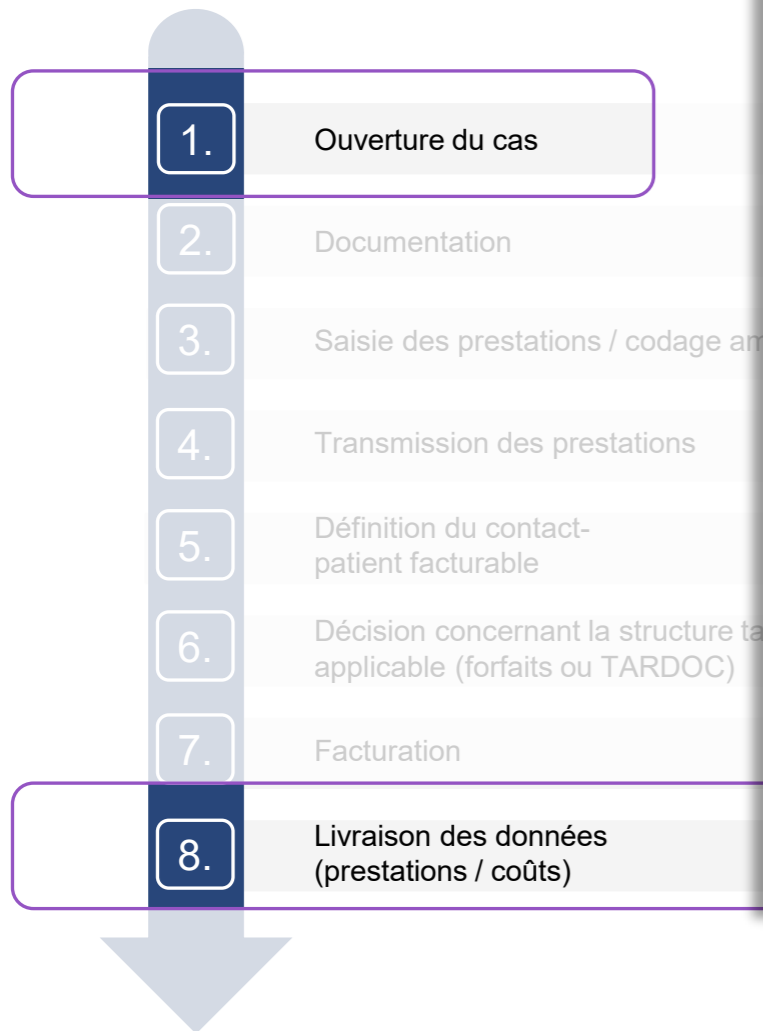 1. Ouverture du cas
2. Documentation
3. Saisie des prestations / codage
4. Transmission des prestations
5. Définition du contact-
patient facturable
6. Décision concernant la structure
applicable (forfaits ou TARDOC)
7. Facturation
8. Livraison des données
(prestations / coûts)